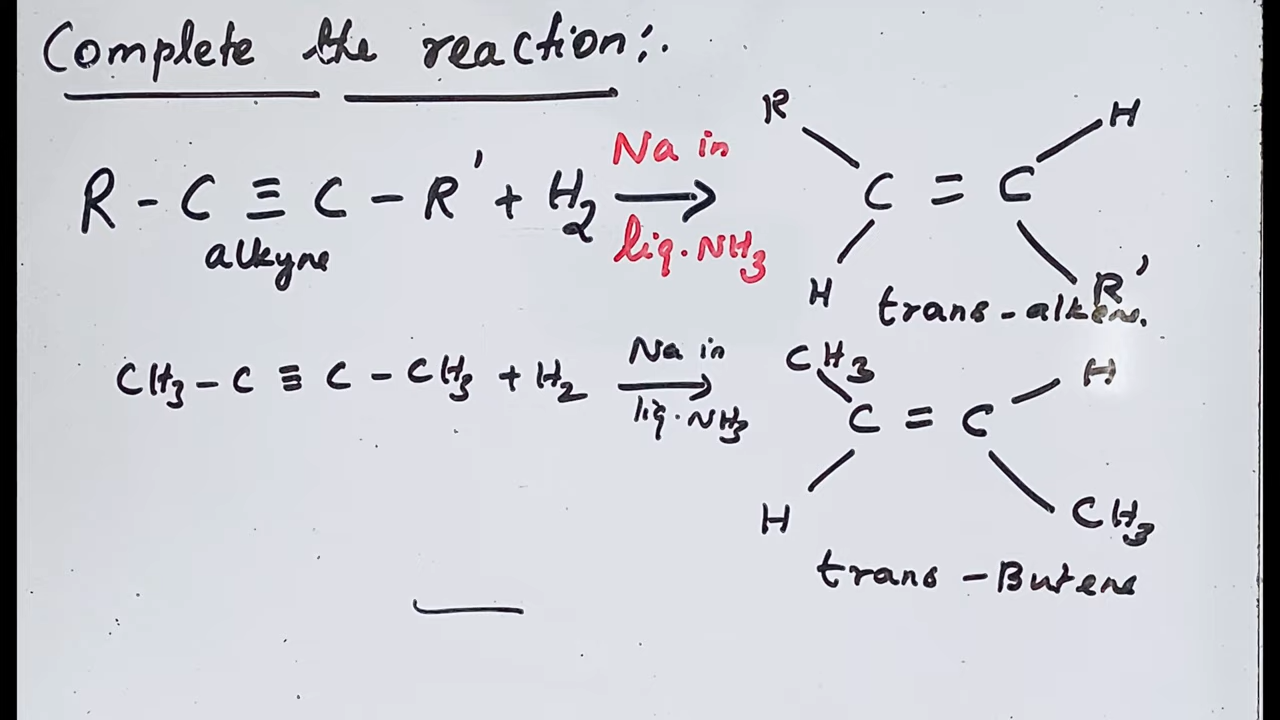 Complete the reaction:.
R - C ≡ C - R' + H₂ Na in liq. NH₃ →
alkyne
R H
C = C
H R'
trans - alkene.
CH₃ - C ≡ C - CH₃ + H₂ Na in liq. NH₃ →
CH₃ H
C = C
H CH₃
trans - Butene